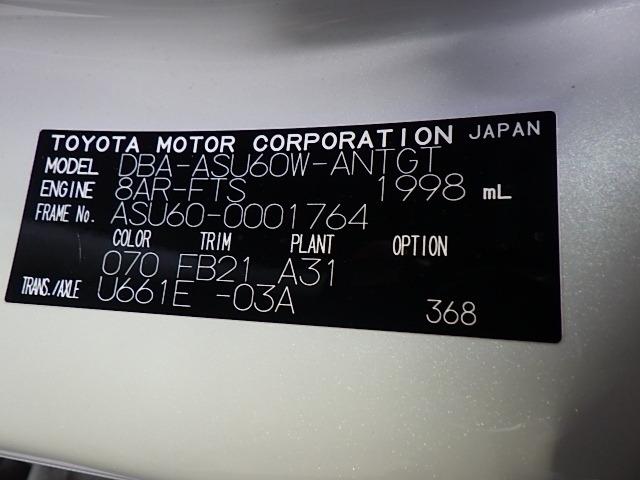 TOYOTA MOTOR CORPORATION JAPAN
MODEL DBA-ASU60W-ANTGT
ENGINE 8AR-FTS 1998 mL
FRAME No. ASU60-0001764
COLOR TRIM PLANT OPTION
070 FB21 A31
TRANS./AXLE U661E -03A 368